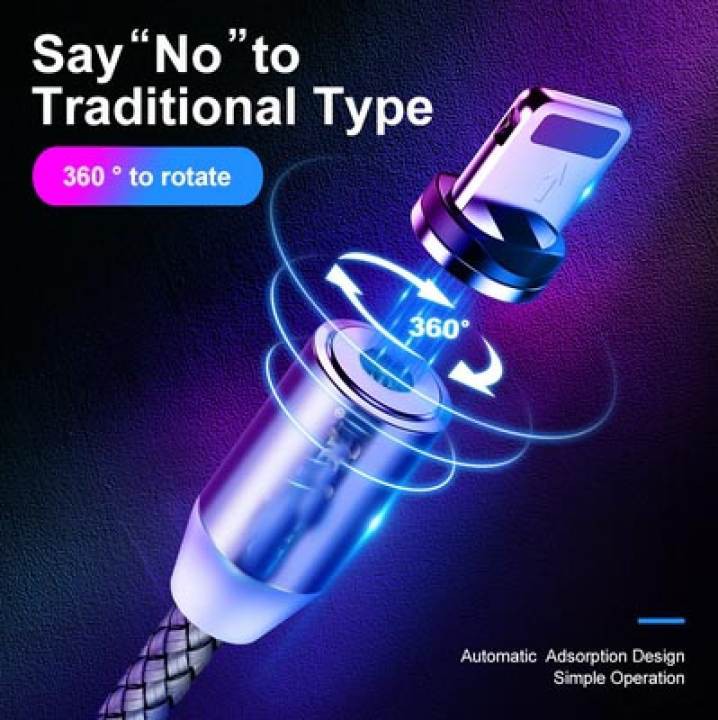 Say “No” to
Traditional Type
360 ° to rotate
360°
Automatic Adsorption Design
Simple Operation